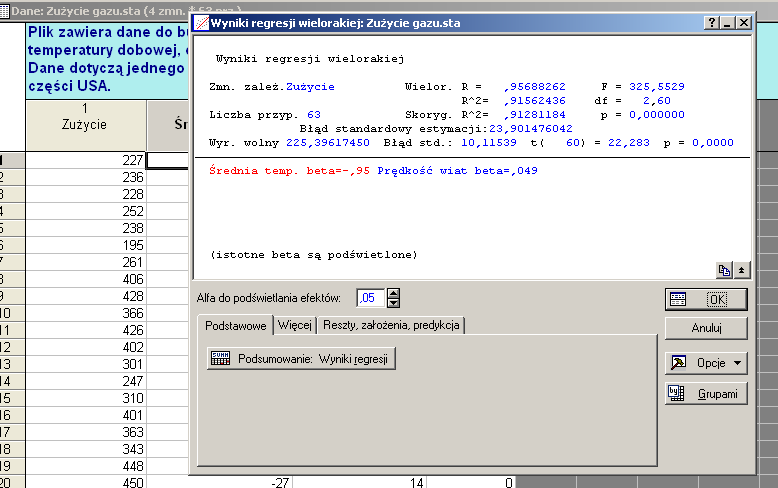 Dane: Zużycie gazu.sta (4 zmn. * 63 prz.)
Plik zawiera dane do bu
temperatury dobowej, 
Dane dotyczą jednego
części USA.
1
Zużycie
Śr
1 227
2 236
3 228
4 252
5 238
6 195
7 261
8 406
9 428
10 366
11 426
12 402
13 301
14 247
15 310
16 401
17 363
18 343
19 448
20 450 -27 14 0
Wyniki regresji wielorakiej: Zużycie gazu.sta
Wyniki regresji wielorakiej
Zmn. zależ.Zużycie Wielor. R = ,95688262 F = 325,5529
R^2= ,91562436 df = 2,60
Liczba przyp. 63 Skoryg. R^2= ,91281184 p = 0,000000
Błąd standardowy estymacji:23,901476042
Wyr. wolny 225,39617450 Błąd std.: 10,11539 t( 60) = 22,283 p = 0,0000
Średnia temp. beta=-,95 Prędkość wiat beta=,049
(istotne beta są podświetlone)
Alfa do podświetlania efektów: ,05
OK
Podstawowe Więcej Reszty, założenia, predykcja
Anuluj
SUMM Podsumowanie: Wyniki regresji
Opcje
by Grupami